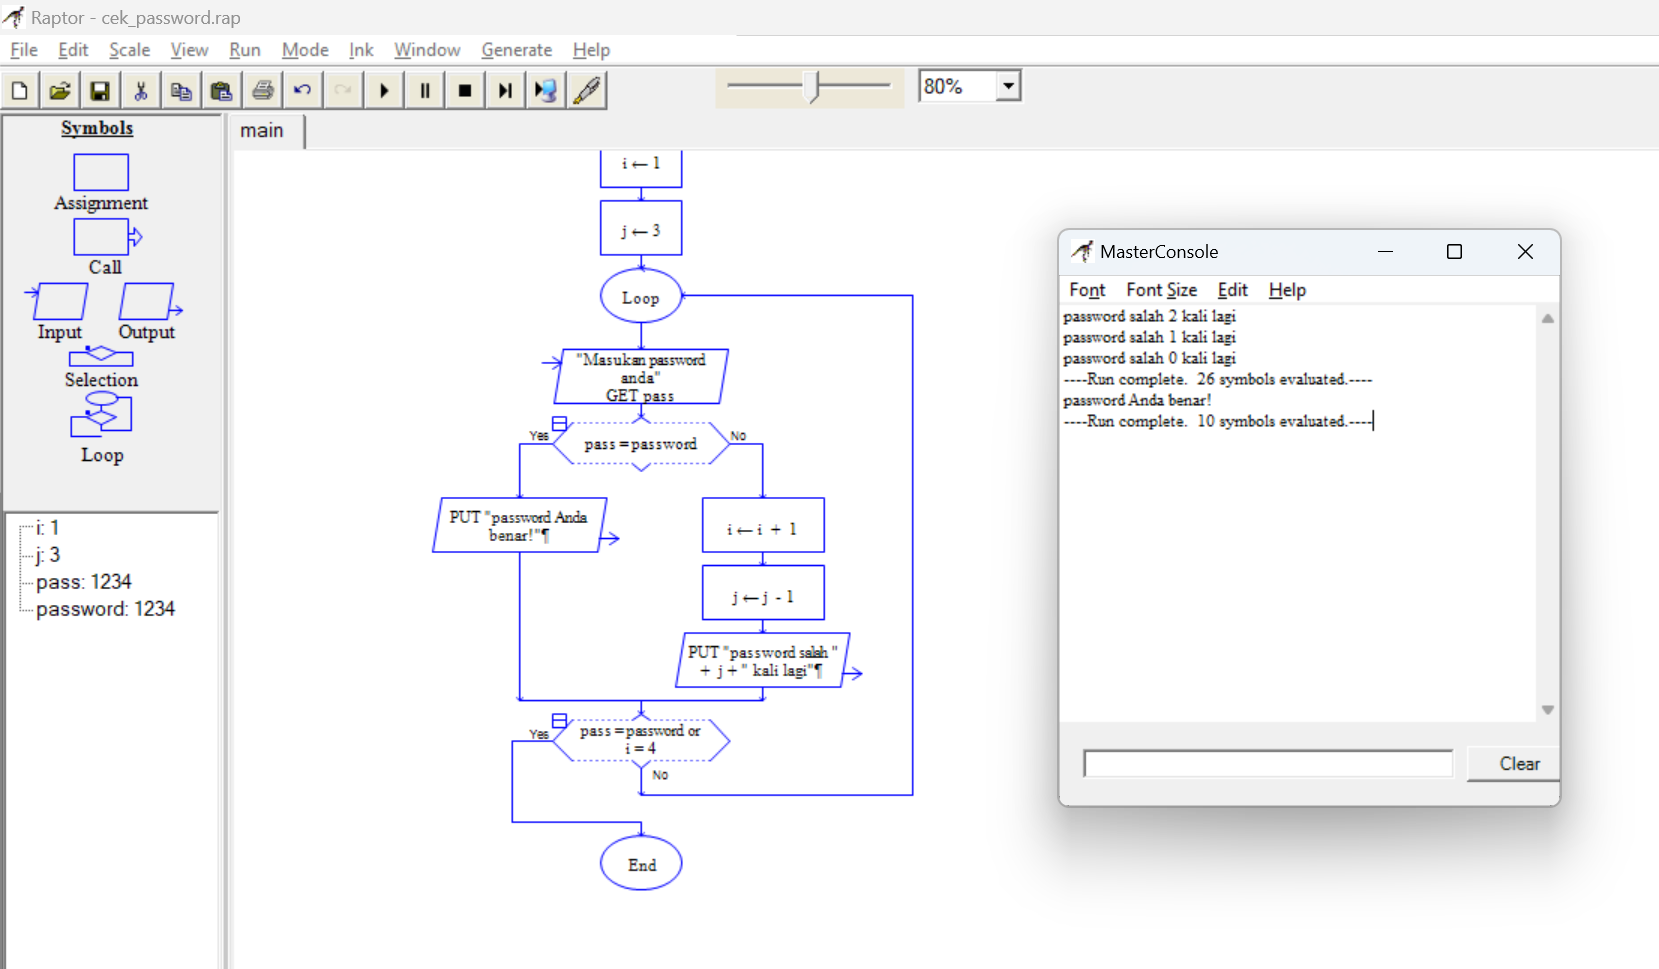 Raptor - cek_password.rap
File Edit Scale View Run Mode Ink Window Generate Help
80%
Symbols
Assignment
Call
Input Output
Selection
Loop
i: 1
j: 3
pass: 1234
password: 1234
main
i ← 1
j ← 3
Loop
"Masukan password
anda"
GET pass
Yes
pass = password
No
PUT "password Anda
benar!"¶
i ← i + 1
j ← j - 1
PUT "password salah "
+ j + " kali lagi"¶
Yes
pass = password or
i = 4
No
End
MasterConsole
Font Font Size Edit Help
password salah 2 kali lagi
password salah 1 kali lagi
password salah 0 kali lagi
----Run complete.  26 symbols evaluated.----
password Anda benar!
----Run complete.  10 symbols evaluated.----
Clear